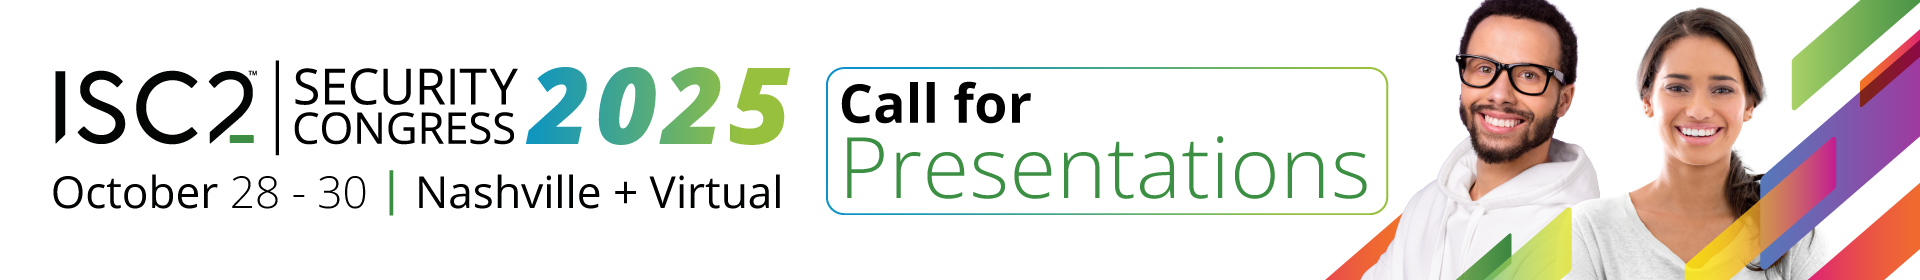 ISC2™
SECURITY
CONGRESS
2025
October 28 - 30 | Nashville + Virtual
Call for
Presentations